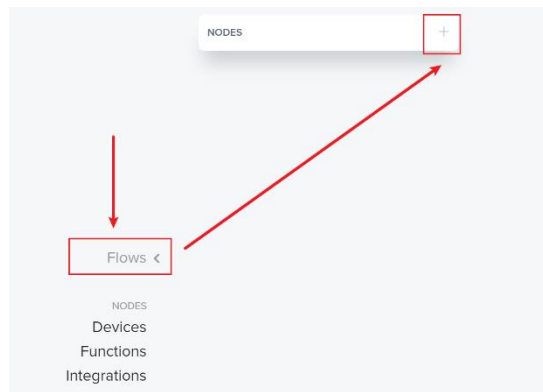 NODES
Flows
NODES
Devices
Functions
Integrations